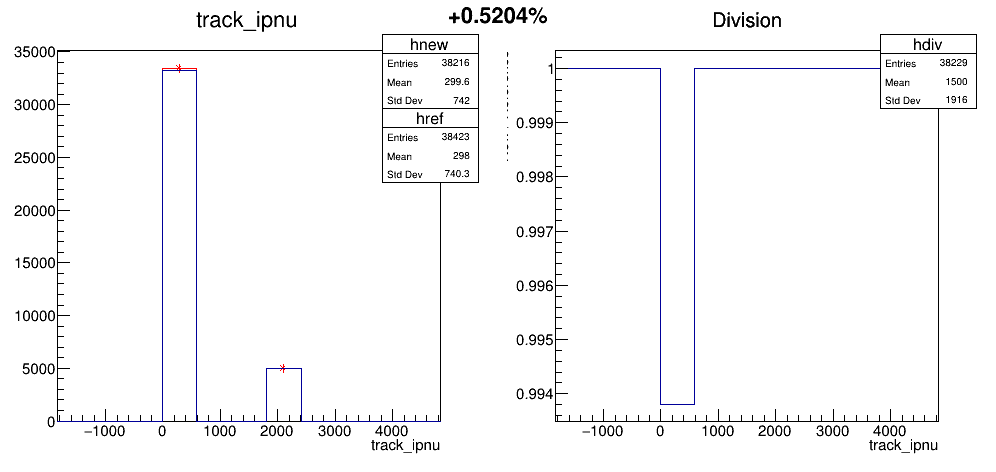 track_ipnu
+0.5204%
Division
hnew
Entries 38216
Mean 299.6
Std Dev 742
href
Entries 38423
Mean 298
Std Dev 740.3
35000
30000
25000
20000
15000
10000
5000
0
−1000 0 1000 2000 3000 4000
track_ipnu
hdiv
Entries 38229
Mean 1500
Std Dev 1916
1
0.999
0.998
0.997
0.996
0.995
0.994
−1000 0 1000 2000 3000 4000
track_ipnu